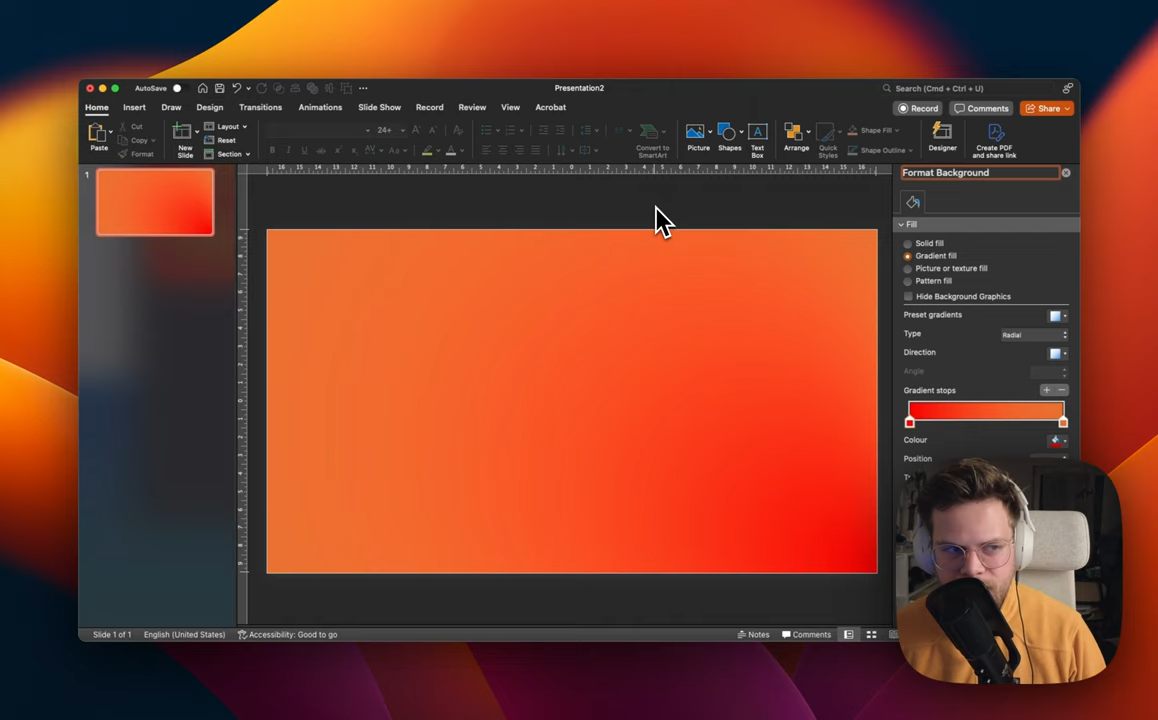 AutoSave
Presentation2
Search (Cmd + Ctrl + U)
Home
Insert
Draw
Design
Transitions
Animations
Slide Show
Record
Review
View
Acrobat
Record
Comments
Share
Paste
Cut
Copy
Format
New
Slide
Layout
Reset
Section
24+
Convert to
SmartArt
Picture
Shapes
Text
Box
Arrange
Quick
Styles
Shape Fill
Shape Outline
Designer
Create PDF
and share link
1
Format Background
Fill
Solid fill
Gradient fill
Picture or texture fill
Pattern fill
Hide Background Graphics
Preset gradients
Type
Radial
Direction
Angle
Gradient stops
Colour
Position
Slide 1 of 1
English (United States)
Accessibility: Good to go
Notes
Comments